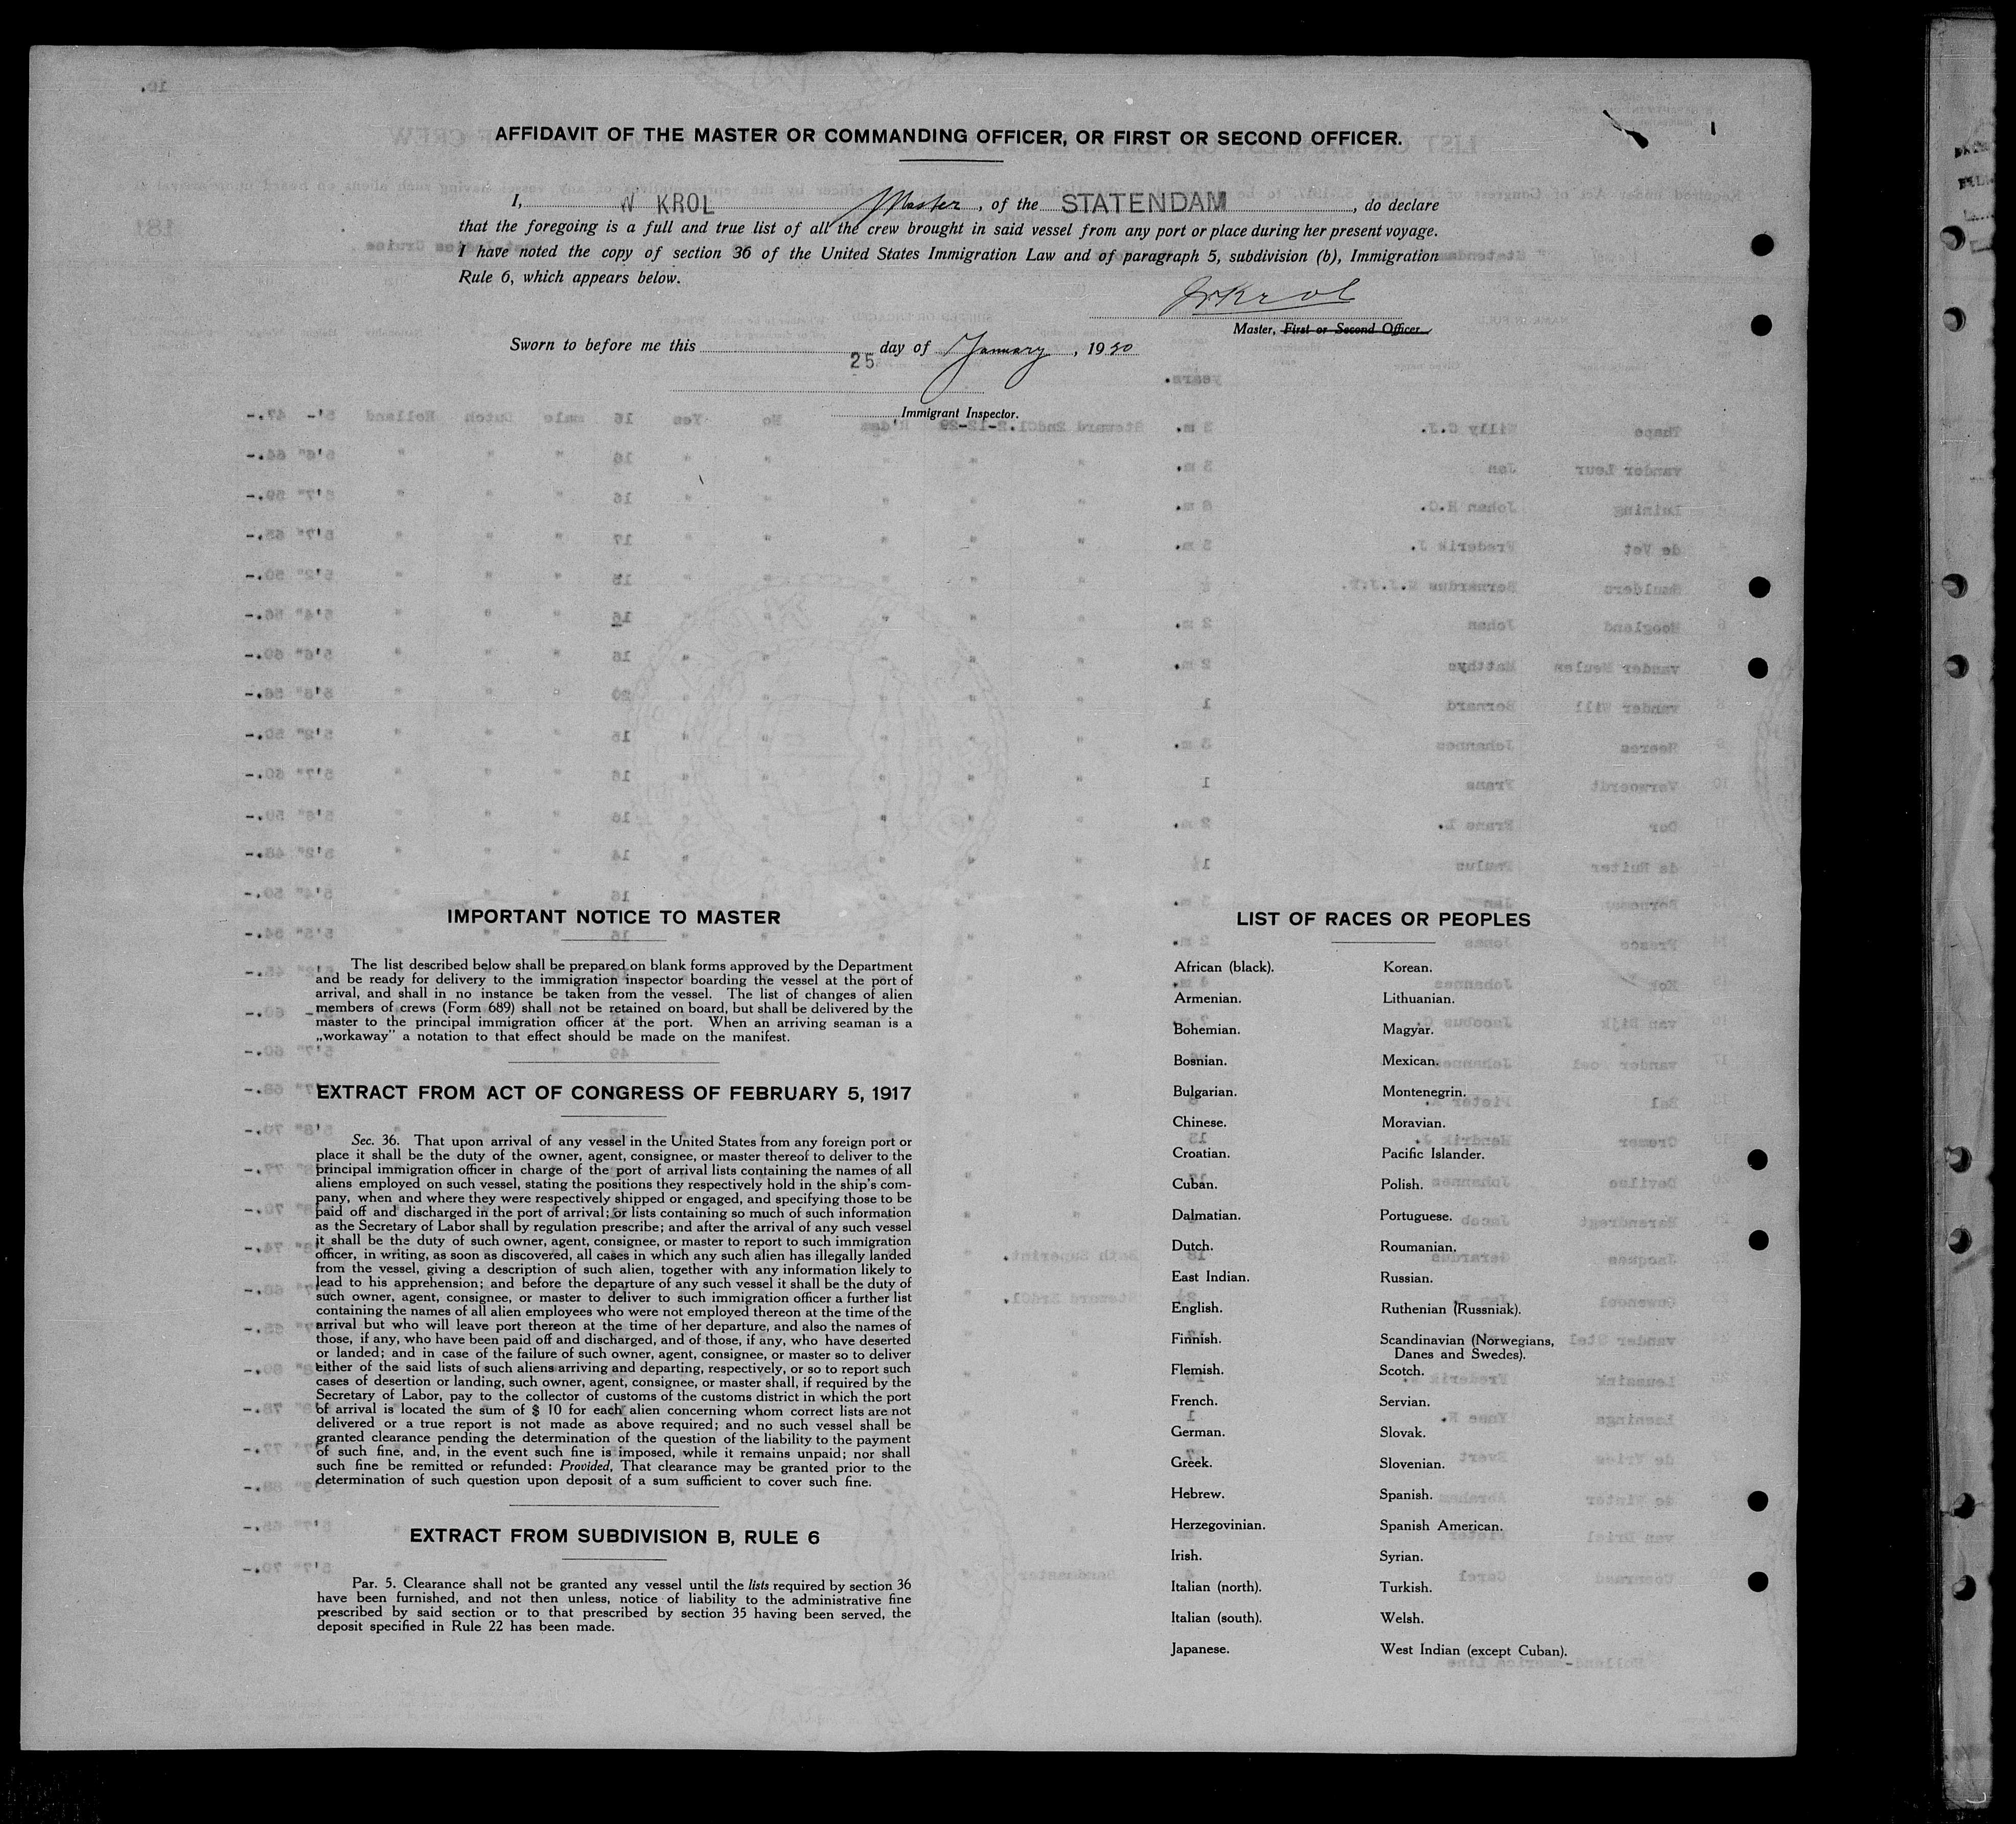 AFFIDAVIT OF THE MASTER OR COMMANDING OFFICER, OR FIRST OR SECOND OFFICER.
I, W KROL Master, of the STATENDAM, do declare
that the foregoing is a full and true list of all the crew brought in said vessel from any port or place during her present voyage.
I have noted the copy of section 36 of the United States Immigration Law and of paragraph 5, subdivision (b), Immigration
Rule 6, which appears below.
W Krol
Master, First or Second Officer.
Sworn to before me this 25 day of January, 1930
Immigrant Inspector.
IMPORTANT NOTICE TO MASTER
The list described below shall be prepared on blank forms approved by the Department
and be ready for delivery to the immigration inspector boarding the vessel at the port of
arrival, and shall in no instance be taken from the vessel. The list of changes of alien
members of crews (Form 689) shall not be retained on board, but shall be delivered by the
master to the principal immigration officer at the port. When an arriving seaman is a
„workaway" a notation to that effect should be made on the manifest.
EXTRACT FROM ACT OF CONGRESS OF FEBRUARY 5, 1917
Sec. 36. That upon arrival of any vessel in the United States from any foreign port or
place it shall be the duty of the owner, agent, consignee, or master thereof to deliver to the
principal immigration officer in charge of the port of arrival lists containing the names of all
aliens employed on such vessel, stating the positions they respectively hold in the ship's com-
pany, when and where they were respectively shipped or engaged, and specifying those to be
paid off and discharged in the port of arrival; or lists containing so much of such information
as the Secretary of Labor shall by regulation prescribe; and after the arrival of any such vessel
it shall be the duty of such owner, agent, consignee, or master to report to such immigration
officer, in writing, as soon as discovered, all cases in which any such alien has illegally landed
from the vessel, giving a description of such alien, together with any information likely to
lead to his apprehension; and before the departure of any such vessel it shall be the duty of
such owner, agent, consignee, or master to deliver to such immigration officer a further list
containing the names of all alien employees who were not employed thereon at the time of the
arrival but who will leave port thereon at the time of her departure, and also the names of
those, if any, who have been paid off and discharged, and of those, if any, who have deserted
or landed; and in case of the failure of such owner, agent, consignee, or master so to deliver
either of the said lists of such aliens arriving and departing, respectively, or so to report such
cases of desertion or landing, such owner, agent, consignee, or master shall, if required by the
Secretary of Labor, pay to the collector of customs of the customs district in which the port
of arrival is located the sum of $ 10 for each alien concerning whom correct lists are not
delivered or a true report is not made as above required; and no such vessel shall be
granted clearance pending the determination of the question of the liability to the payment
of such fine, and, in the event such fine is imposed, while it remains unpaid; nor shall
such fine be remitted or refunded: Provided, That clearance may be granted prior to the
determination of such question upon deposit of a sum sufficient to cover such fine.
EXTRACT FROM SUBDIVISION B, RULE 6
Par. 5. Clearance shall not be granted any vessel until the lists required by section 36
have been furnished, and not then unless, notice of liability to the administrative fine
prescribed by said section or to that prescribed by section 35 having been served, the
deposit specified in Rule 22 has been made.
LIST OF RACES OR PEOPLES
African (black).
Armenian.
Bohemian.
Bosnian.
Bulgarian.
Chinese.
Croatian.
Cuban.
Dalmatian.
Dutch.
East Indian.
English.
Finnish.
Flemish.
French.
German.
Greek.
Hebrew.
Herzegovinian.
Irish.
Italian (north).
Italian (south).
Japanese.
Korean.
Lithuanian.
Magyar.
Mexican.
Montenegrin.
Moravian.
Pacific Islander.
Polish.
Portuguese.
Roumanian.
Russian.
Ruthenian (Russniak).
Scandinavian (Norwegians,
Danes and Swedes).
Scotch.
Servian.
Slovak.
Slovenian.
Spanish.
Spanish American.
Syrian.
Turkish.
Welsh.
West Indian (except Cuban).